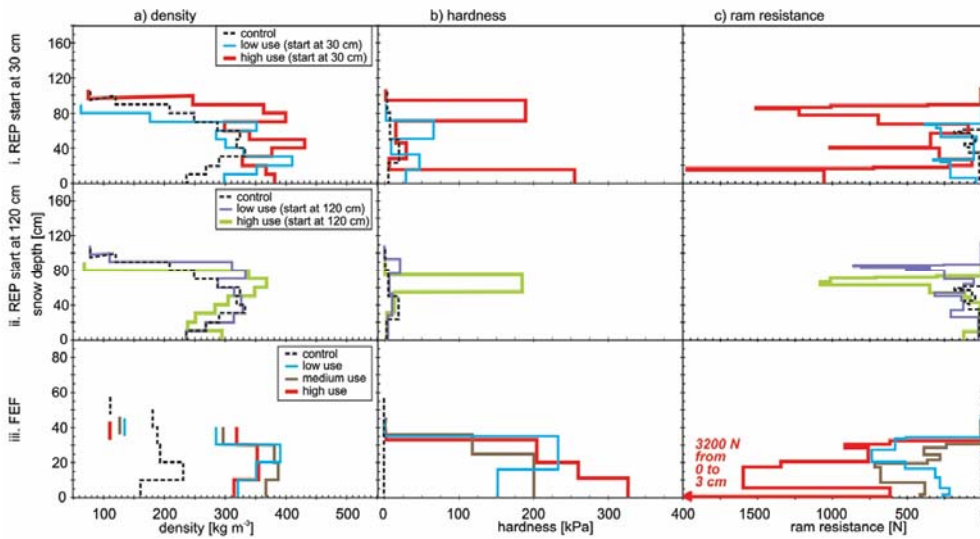 a) density
b) hardness
c) ram resistance
i. REP start at 30 cm
160
120
80
40
0
control
low use (start at 30 cm)
high use (start at 30 cm)
ii. REP start at 120 cm
snow depth [cm]
160
120
80
40
0
control
low use (start at 120 cm)
high use (start at 120 cm)
iii. FEF
80
60
40
20
0
control
low use
medium use
high use
3200 N
from
0 to
3 cm
100 200 300 400 500
density [kg m-³]
0 100 200 300 400
hardness [kPa]
2000 1500 1000 500 0
ram resistance [N]